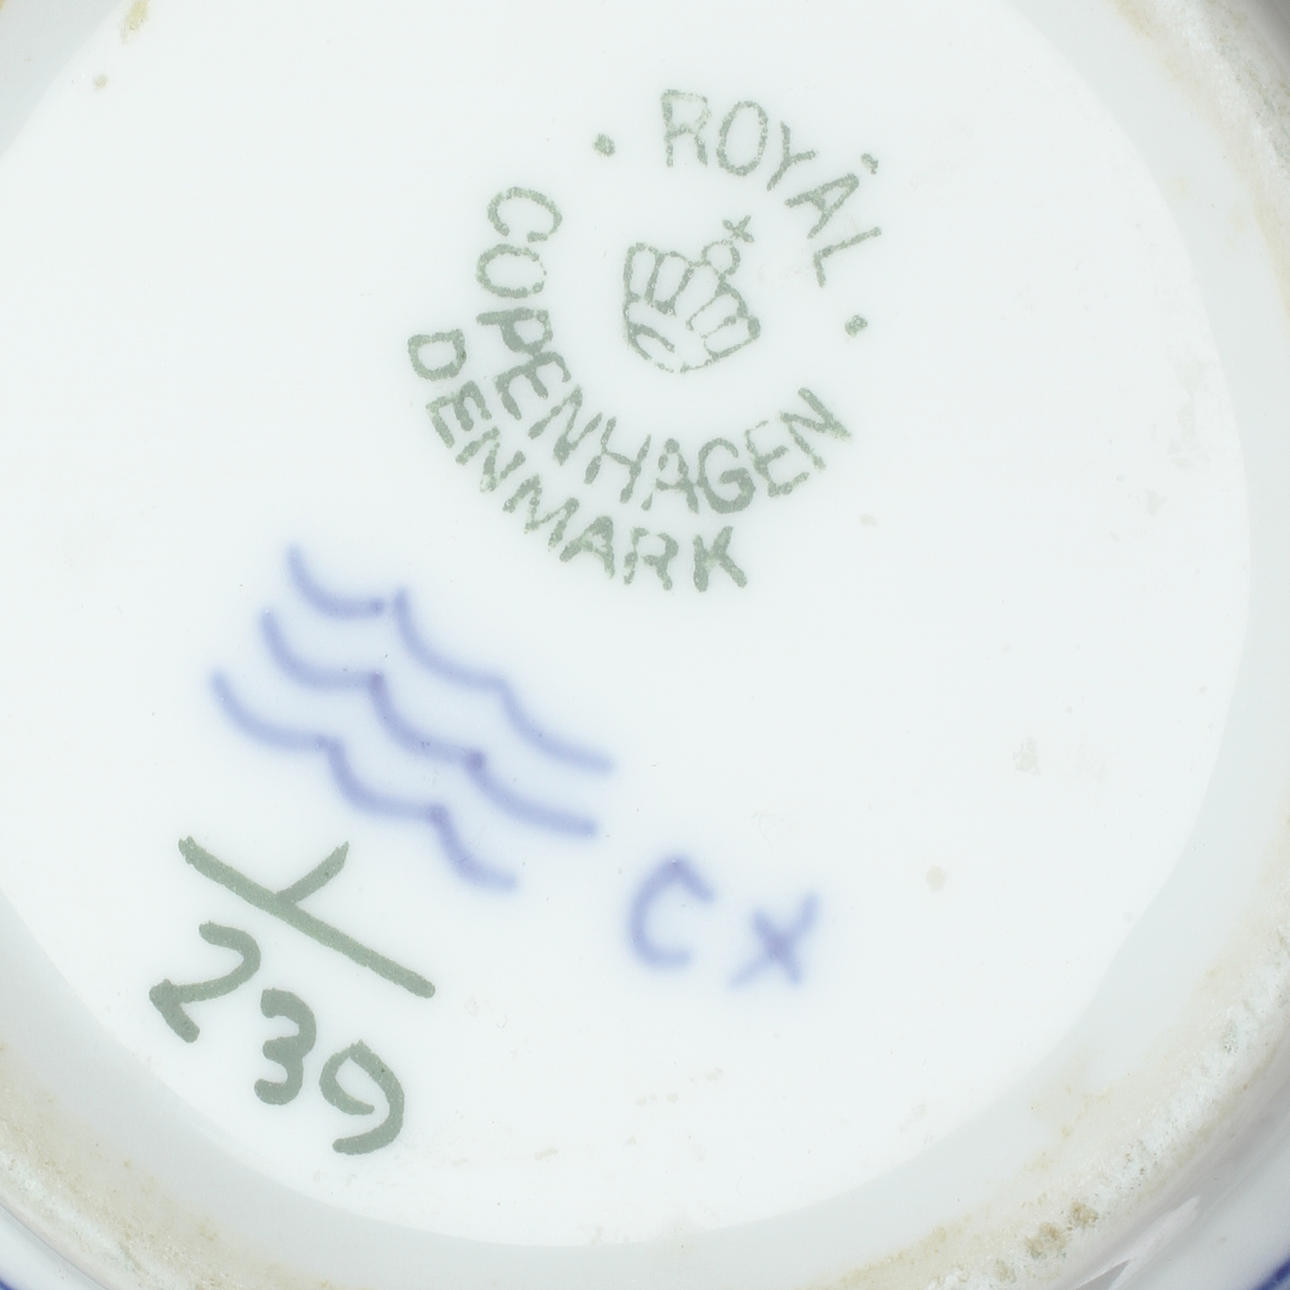 · ROYAL ·
COPENHAGEN
DENMARK
CX
1
239